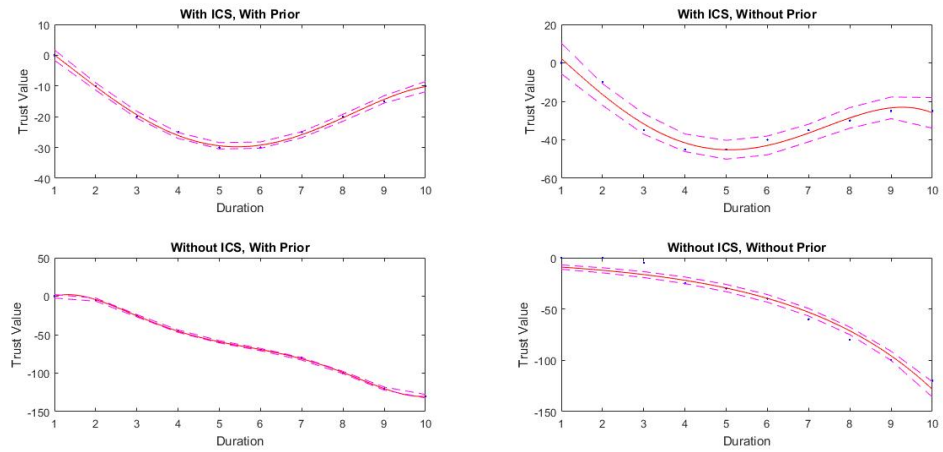 With ICS, With Prior
10
0
-10
-20
-30
-40
Trust Value
1 2 3 4 5 6 7 8 9 10
Duration
With ICS, Without Prior
20
0
-20
-40
-60
Trust Value
1 2 3 4 5 6 7 8 9 10
Duration
Without ICS, With Prior
50
0
-50
-100
-150
Trust Value
1 2 3 4 5 6 7 8 9 10
Duration
Without ICS, Without Prior
0
-50
-100
-150
Trust Value
1 2 3 4 5 6 7 8 9 10
Duration